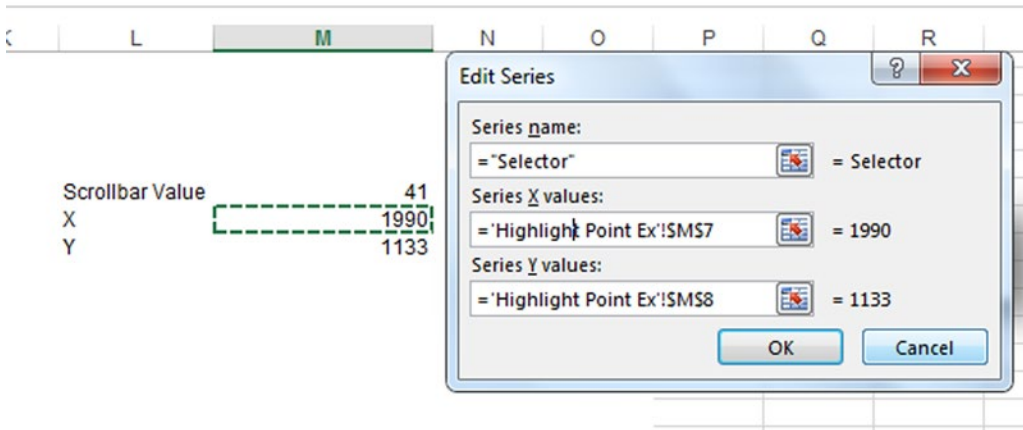 K L M N O P Q R
Edit Series ?
Series name:
="Selector" = Selector
Scrollbar Value 41
Series X values:
X 1990
='Highlight Point Ex'!$M$7 = 1990
Y 1133
Series Y values:
='Highlight Point Ex'!$M$8 = 1133
OK Cancel